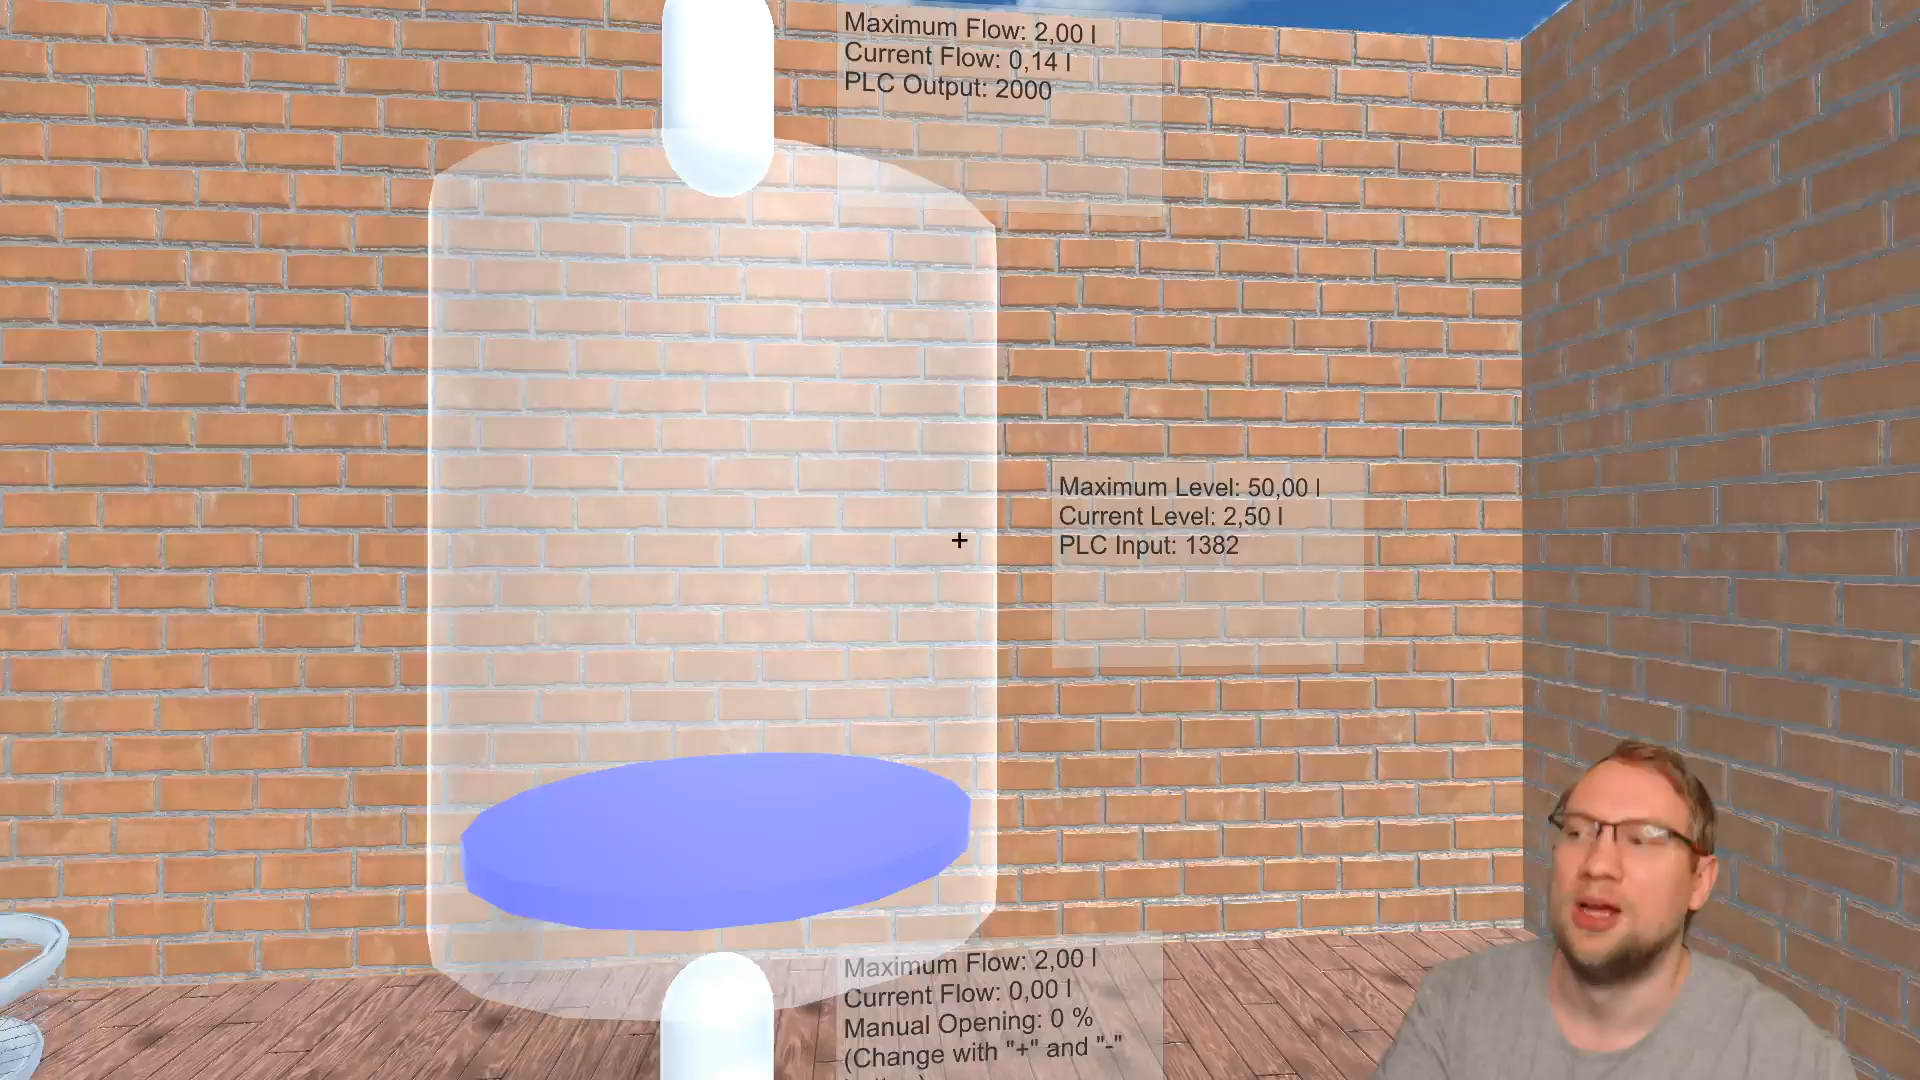 Maximum Flow: 2,00 l
Current Flow: 0,14 l
PLC Output: 2000
Maximum Level: 50,00 l
Current Level: 2,50 l
PLC Input: 1382
Maximum Flow: 2,00 l
Current Flow: 0,00 l
Manual Opening: 0 %
(Change with "+" and "-"